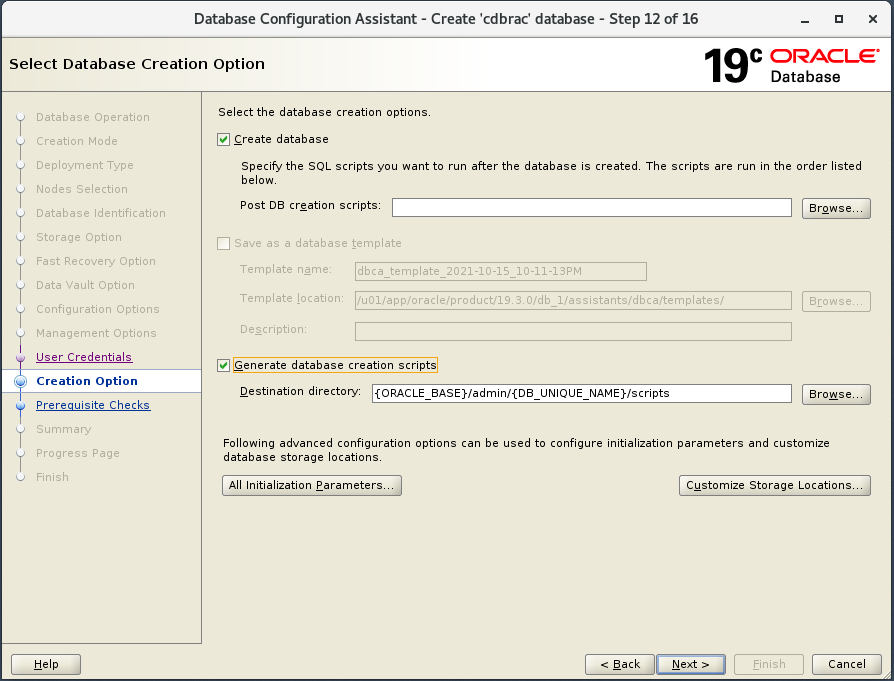 Database Configuration Assistant - Create 'cdbrac' database - Step 12 of 16
Select Database Creation Option
19c ORACLE
Database
Database Operation
Creation Mode
Deployment Type
Nodes Selection
Database Identification
Storage Option
Fast Recovery Option
Data Vault Option
Configuration Options
Management Options
User Credentials
Creation Option
Prerequisite Checks
Summary
Progress Page
Finish
Select the database creation options.
Create database
Specify the SQL scripts you want to run after the database is created. The scripts are run in the order listed
below.
Post DB creation scripts: Browse...
Save as a database template
Template name: dbca_template_2021-10-15_10-11-13PM
Template location: /u01/app/oracle/product/19.3.0/db_1/assistants/dbca/templates/ Browse...
Description:
Generate database creation scripts
Destination directory: {ORACLE_BASE}/admin/{DB_UNIQUE_NAME}/scripts Browse...
Following advanced configuration options can be used to configure initialization parameters and customize
database storage locations.
All Initialization Parameters... Customize Storage Locations...
Help < Back Next > Finish Cancel